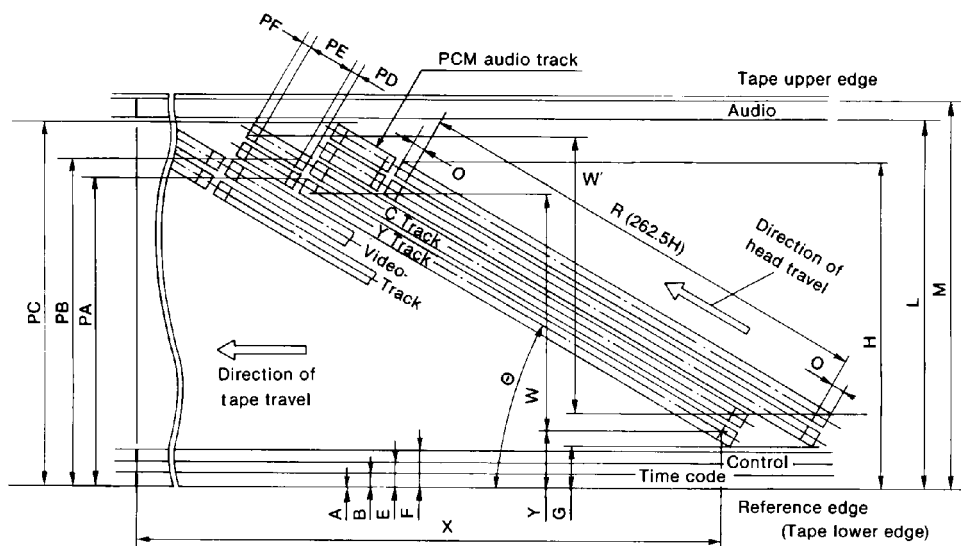 PF
PE
PD
PCM audio track
Tape upper edge
Audio
O
W'
R (262.5H)
C Track
Y Track
Video-
Track
Direction of
head travel
PC
PB
PA
L
M
H
Direction of
tape travel
Θ
W
O
Control
Time code
A
B
E
F
Y
G
X
Reference edge
(Tape lower edge)